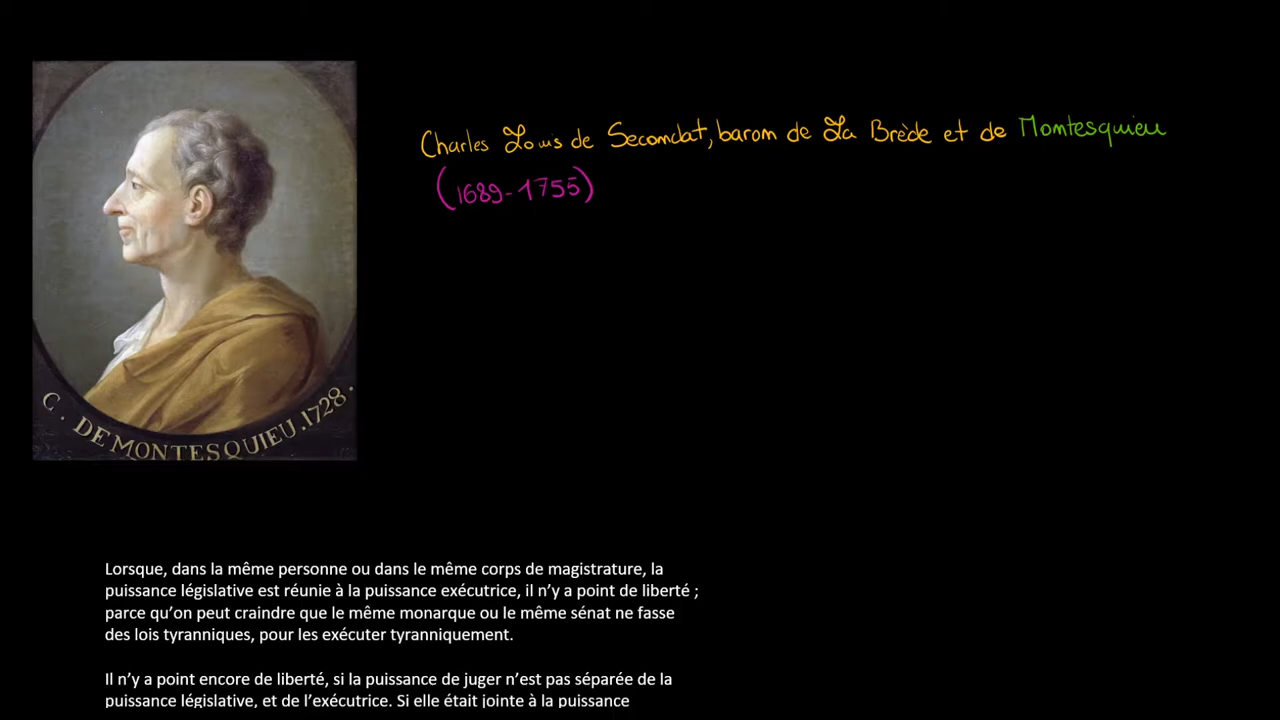 Charles Louis de Secondat, baron de La Brède et de Montesquieu
(1689-1755)
C. DE MONTESQUIEU. 1728.
Lorsque, dans la même personne ou dans le même corps de magistrature, la
puissance législative est réunie à la puissance exécutrice, il n’y a point de liberté ;
parce qu’on peut craindre que le même monarque ou le même sénat ne fasse
des lois tyranniques, pour les exécuter tyranniquement.
Il n’y a point encore de liberté, si la puissance de juger n’est pas séparée de la
puissance législative, et de l’exécutrice. Si elle était jointe à la puissance